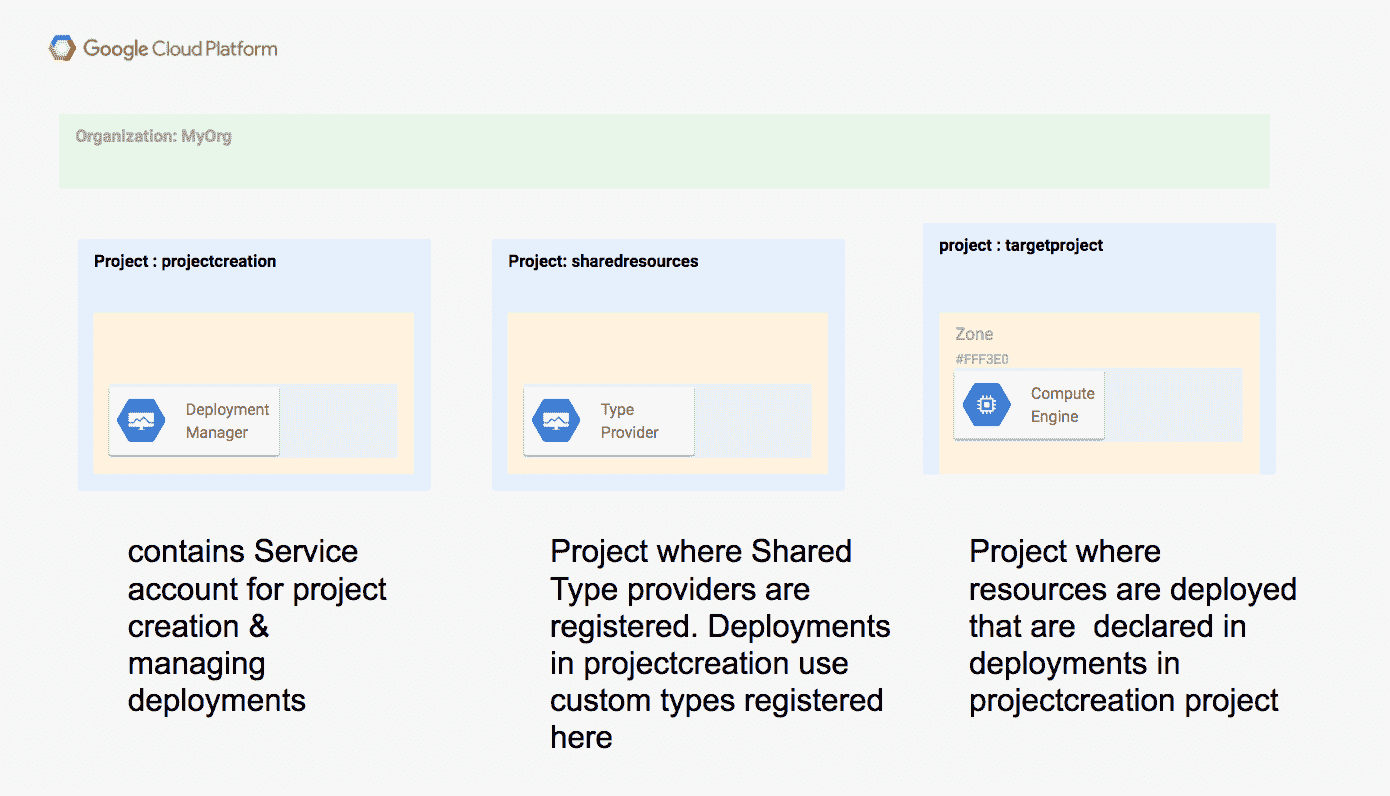 Google Cloud Platform
Organization: MyOrg
Project : projectcreation
Deployment
Manager
contains Service
account for project
creation &
managing
deployments
Project: sharedresources
Type
Provider
Project where Shared
Type providers are
registered. Deployments
in projectcreation use
custom types registered
here
project : targetproject
Zone
#FFF3E0
Compute
Engine
Project where
resources are deployed
that are  declared in
deployments in
projectcreation project